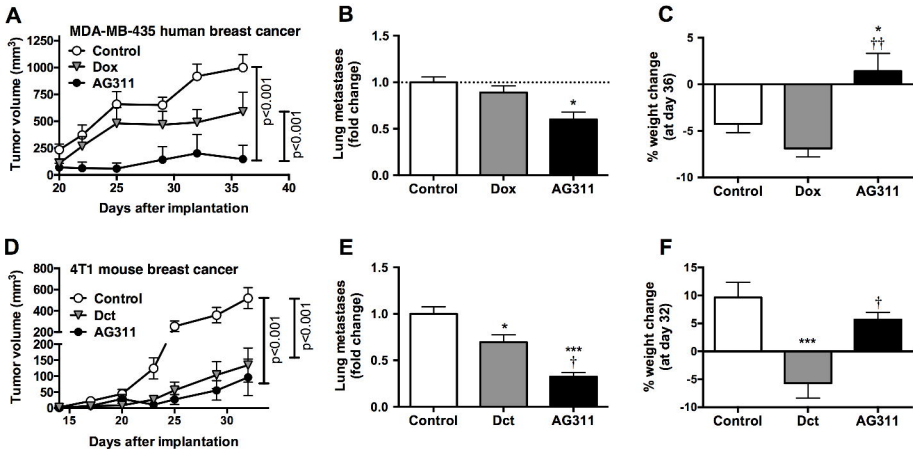 A
MDA-MB-435 human breast cancer
Control
Dox
AG311
Tumor volume (mm³)
1250
1000
750
500
250
0
20
25
30
35
40
Days after implantation
p<0.001
p<0.001
B
Lung metastases
(fold change)
1.5
1.0
0.5
0.0
*
Control
Dox
AG311
C
% weight change
(at day 36)
5
0
-5
-10
*
††
Control
Dox
AG311
D
4T1 mouse breast cancer
Control
Dct
AG311
Tumor volume (mm³)
800
600
400
200
150
100
50
0
15
20
25
30
Days after implantation
p<0.001
p<0.001
E
Lung metastases
(fold change)
1.5
1.0
0.5
0.0
*
***
†
Control
Dct
AG311
F
% weight change
(at day 32)
15
10
5
0
-5
-10
***
†
Control
Dct
AG311